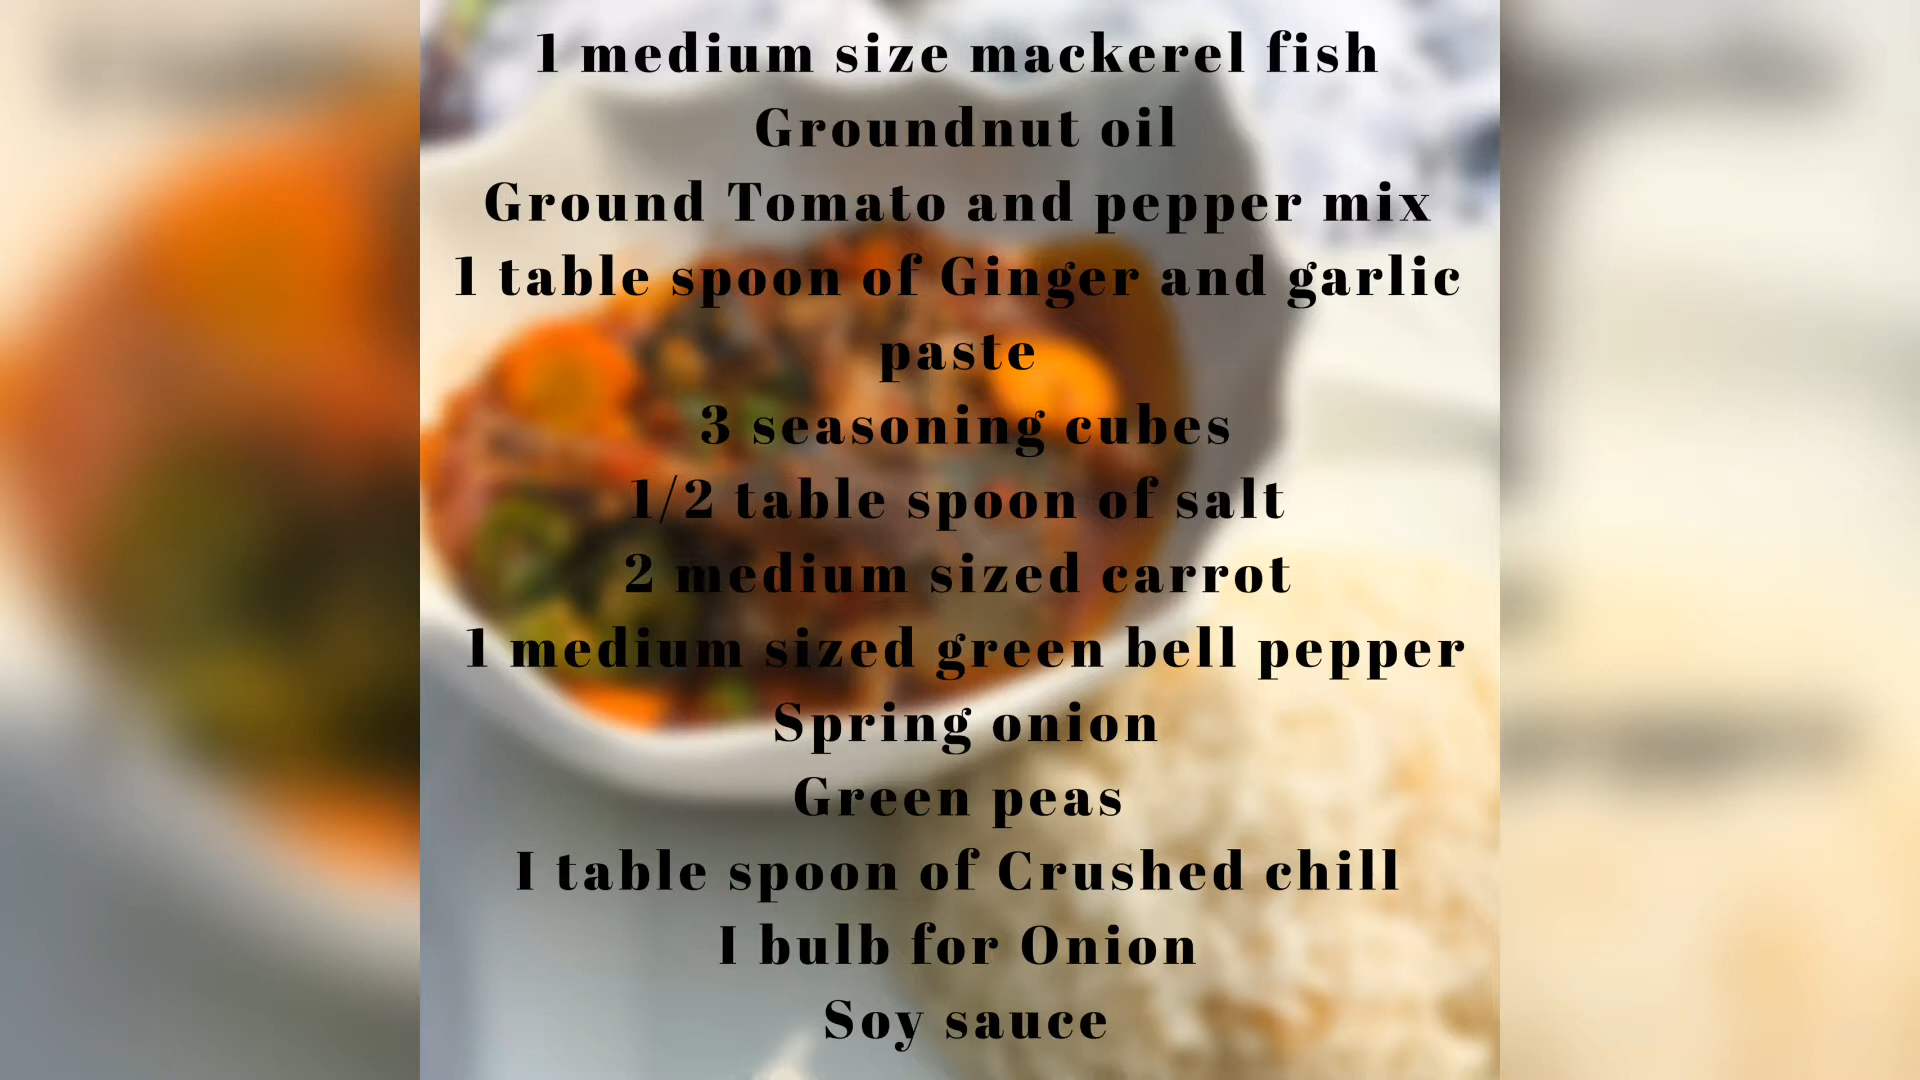 1 medium size mackerel fish
Groundnut oil
Ground Tomato and pepper mix
1 table spoon of Ginger and garlic
paste
3 seasoning cubes
1/2 table spoon of salt
2 medium sized carrot
1 medium sized green bell pepper
Spring onion
Green peas
I table spoon of Crushed chill
I bulb for Onion
Soy sauce